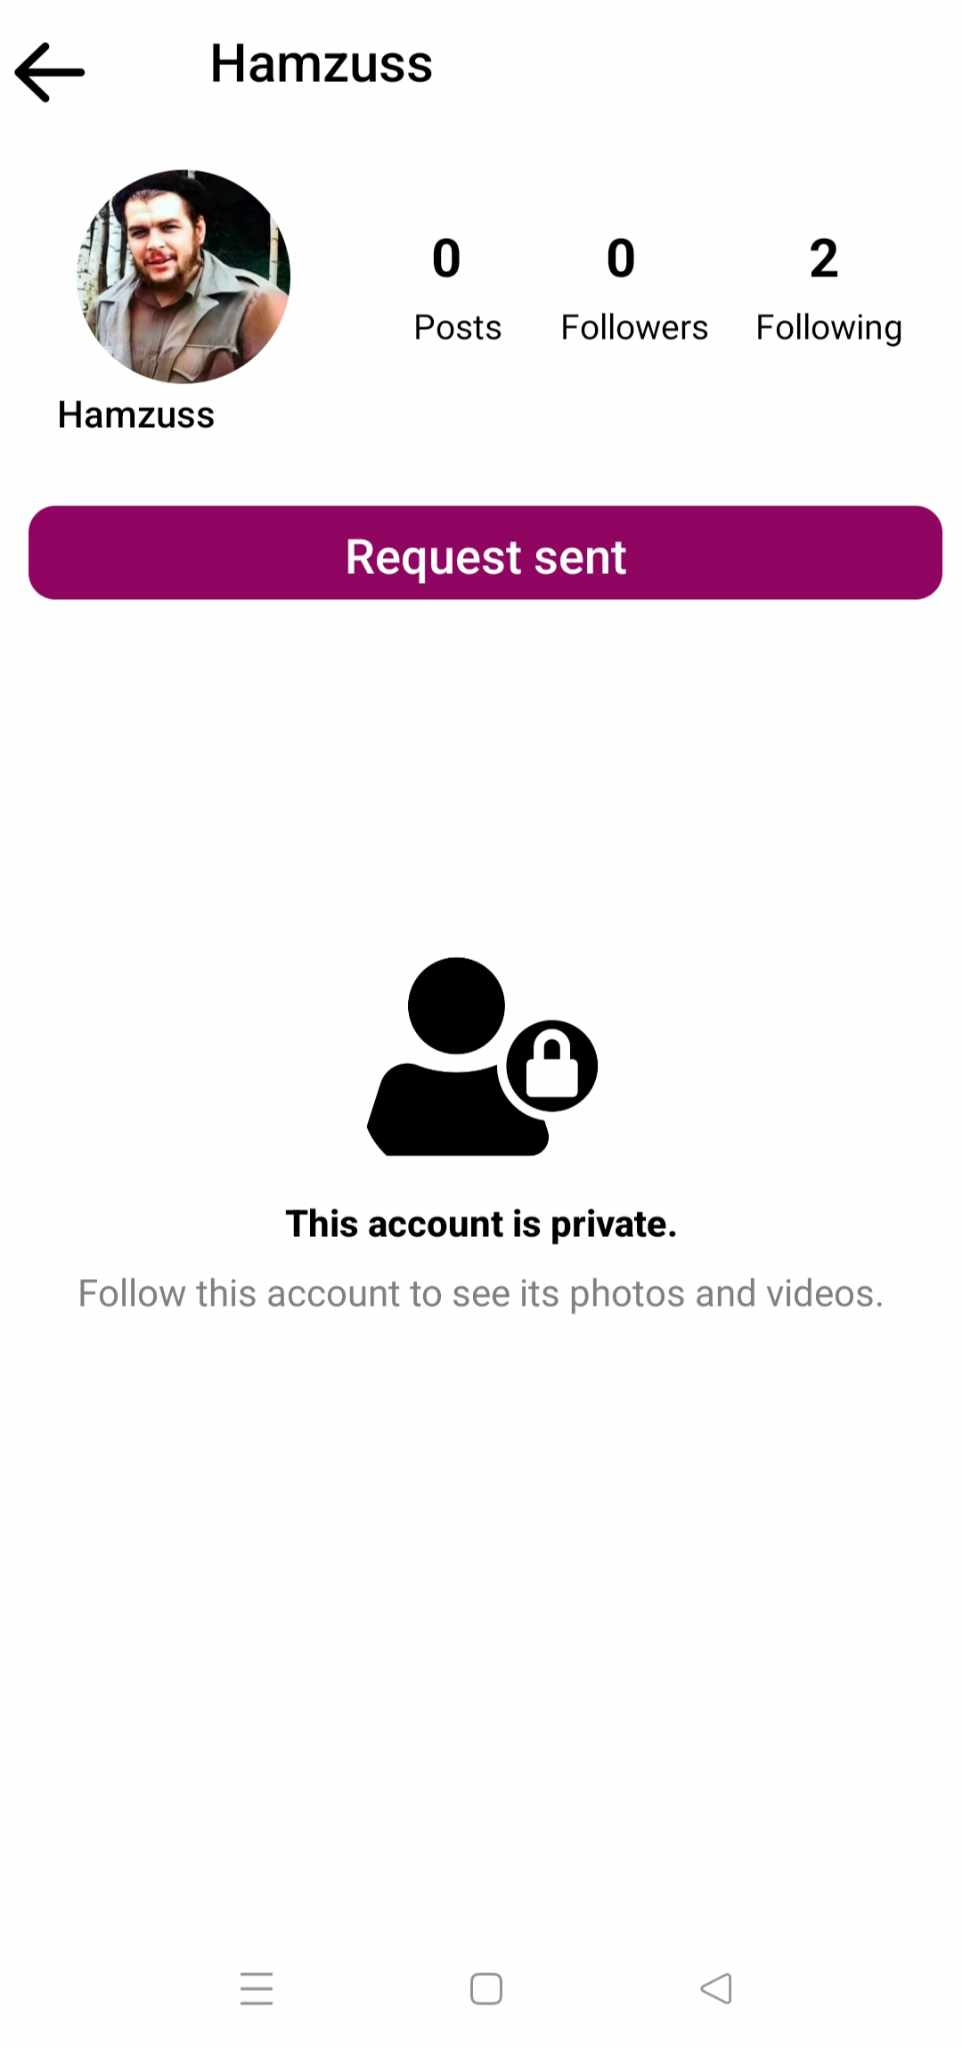 Hamzuss
0 0 2
Posts Followers Following
Hamzuss
Request sent
This account is private.
Follow this account to see its photos and videos.